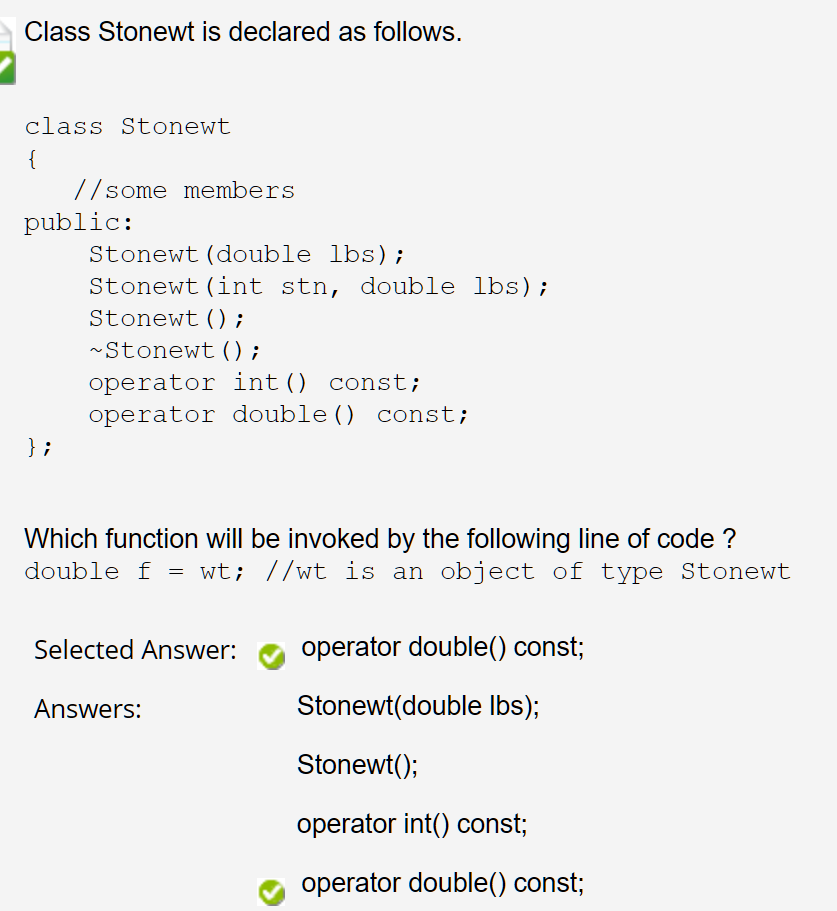 Class Stonewt is declared as follows.
class Stonewt
{
//some members
public:
Stonewt(double lbs);
Stonewt(int stn, double lbs);
Stonewt();
~Stonewt();
operator int() const;
operator double() const;
};
Which function will be invoked by the following line of code ?
double f = wt; //wt is an object of type Stonewt
Selected Answer: operator double() const;
Answers: Stonewt(double lbs);
Stonewt();
operator int() const;
operator double() const;